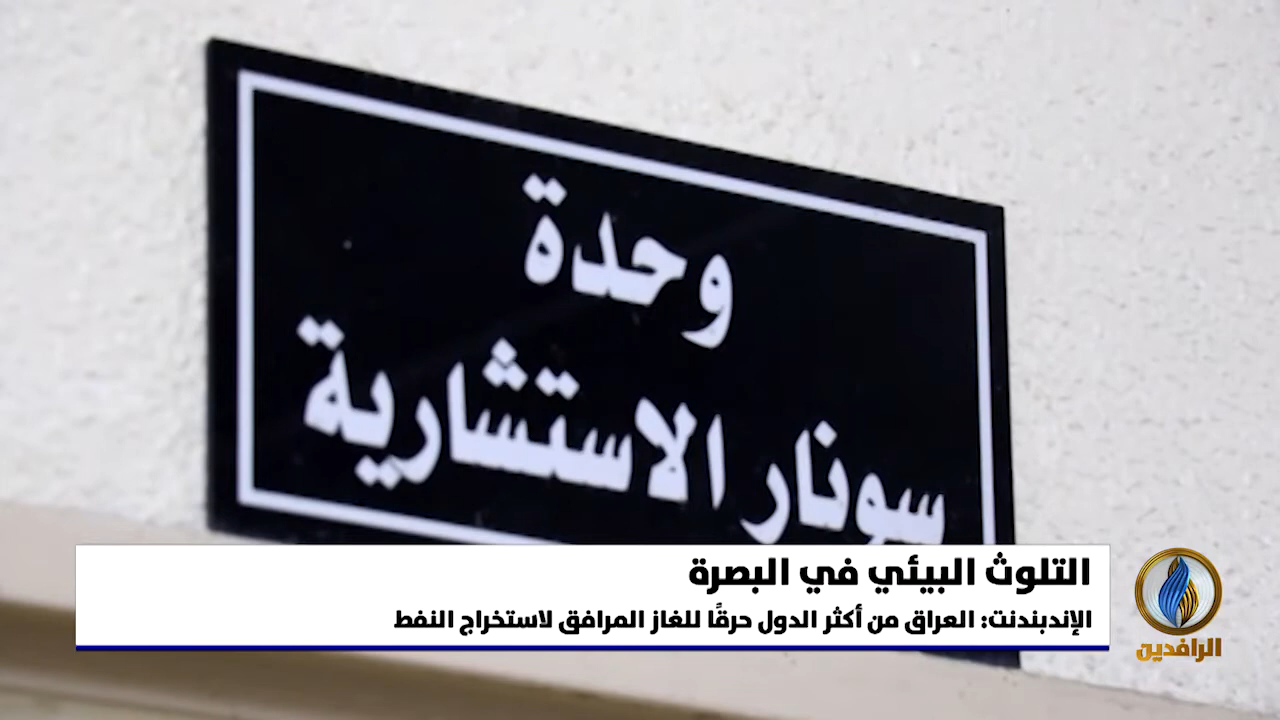 وحدة
سونار الاستشارية
التلوث البيئي في البصرة
الإندبندنت: العراق من أكثر الدول حرقًا للغاز المرافق لاستخراج النفط
الرافدين